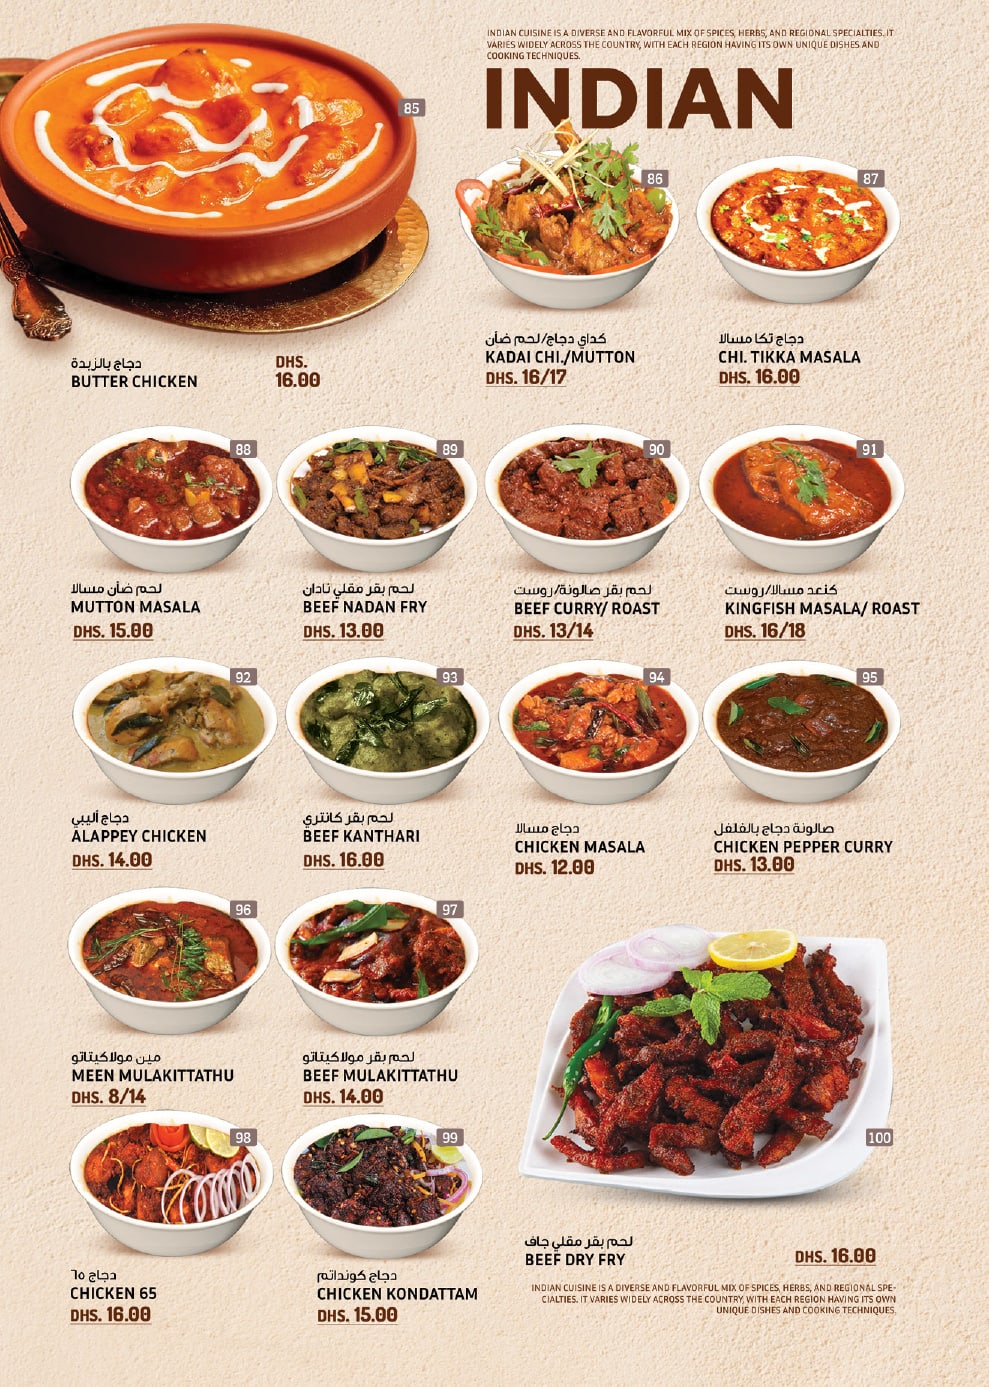 INDIAN CUISINE IS A DIVERSE AND FLAVORFUL MIX OF SPICES, HERBS, AND REGIONAL SPECIALTIES. IT
VARIES WIDELY ACROSS THE COUNTRY, WITH EACH REGION HAVING ITS OWN UNIQUE DISHES AND
COOKING TECHNIQUES.
INDIAN
85
دجاج بالزبدة
BUTTER CHICKEN
DHS.
16.00
86
كداي دجاج/لحم ضأن
KADAI CHI./MUTTON
DHS. 16/17
87
دجاج تكا مسالا
CHI. TIKKA MASALA
DHS. 16.00
88
لحم ضأن مسالا
MUTTON MASALA
DHS. 15.00
89
لحم بقر مقلي نادان
BEEF NADAN FRY
DHS. 13.00
90
لحم بقر صالونة/روست
BEEF CURRY/ ROAST
DHS. 13/14
91
كنعد مسالا/روست
KINGFISH MASALA/ ROAST
DHS. 16/18
92
دجاج أليبي
ALAPPEY CHICKEN
DHS. 14.00
93
لحم بقر كانثري
BEEF KANTHARI
DHS. 16.00
94
دجاج مسالا
CHICKEN MASALA
DHS. 12.00
95
صالونة دجاج بالفلفل
CHICKEN PEPPER CURRY
DHS. 13.00
96
مين مولاكيتاتو
MEEN MULAKITTATHU
DHS. 8/14
97
لحم بقر مولاكيتاتو
BEEF MULAKITTATHU
DHS. 14.00
98
دجاج ٦٥
CHICKEN 65
DHS. 16.00
99
دجاج كونداتم
CHICKEN KONDATTAM
DHS. 15.00
100
لحم بقر مقلي جاف
BEEF DRY FRY
DHS. 16.00
INDIAN CUISINE IS A DIVERSE AND FLAVORFUL MIX OF SPICES, HERBS, AND REGIONAL SPE-
CIALTIES. IT VARIES WIDELY ACROSS THE COUNTRY, WITH EACH REGION HAVING ITS OWN
UNIQUE DISHES AND COOKING TECHNIQUES.